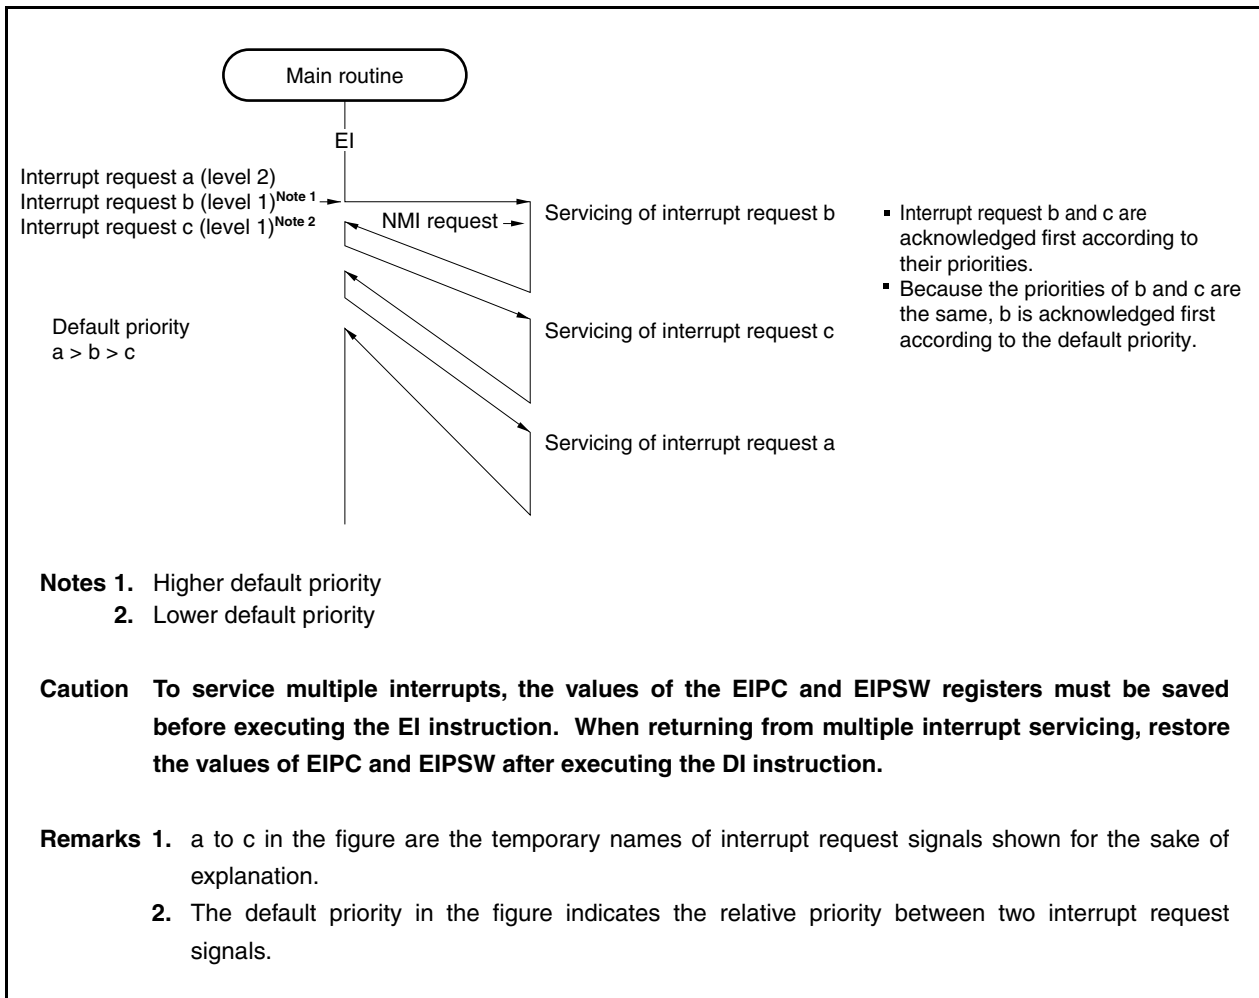 Main routine
EI
Interrupt request a (level 2)
Interrupt request b (level 1)Note 1
Interrupt request c (level 1)Note 2
NMI request
Servicing of interrupt request b
▪ Interrupt request b and c are
acknowledged first according to
their priorities.
▪ Because the priorities of b and c are
the same, b is acknowledged first
according to the default priority.
Default priority
a > b > c
Servicing of interrupt request c
Servicing of interrupt request a
Notes 1. Higher default priority
2. Lower default priority
Caution To service multiple interrupts, the values of the EIPC and EIPSW registers must be saved
before executing the EI instruction. When returning from multiple interrupt servicing, restore
the values of EIPC and EIPSW after executing the DI instruction.
Remarks 1. a to c in the figure are the temporary names of interrupt request signals shown for the sake of
explanation.
2. The default priority in the figure indicates the relative priority between two interrupt request
signals.